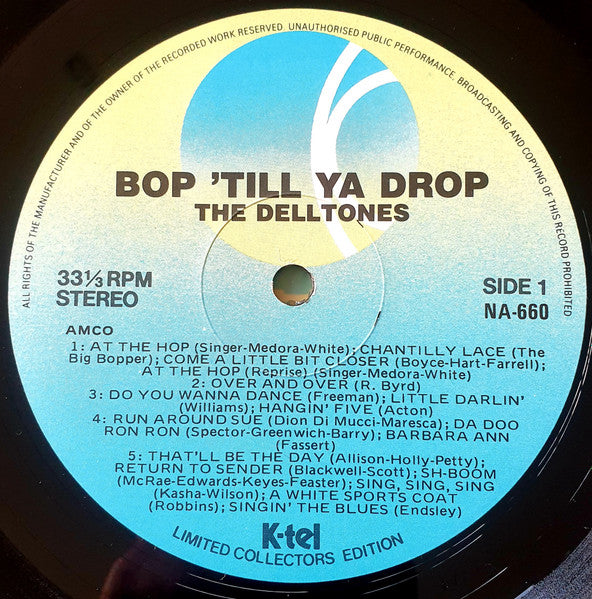 ALL RIGHTS OF THE MANUFACTURER AND OF THE OWNER OF THE RECORDED WORK RESERVED. UNAUTHORISED PUBLIC PERFORMANCE, BROADCASTING AND COPYING OF THIS RECORD PROHIBITED
BOP 'TILL YA DROP
THE DELLTONES
33⅓ RPM
STEREO
SIDE 1
NA-660
AMCO
1: AT THE HOP (Singer-Medora-White); CHANTILLY LACE (The
Big Bopper); COME A LITTLE BIT CLOSER (Boyce-Hart-Farrell);
AT THE HOP (Reprise) (Singer-Medora-White)
2: OVER AND OVER (R. Byrd)
3: DO YOU WANNA DANCE (Freeman); LITTLE DARLIN'
(Williams); HANGIN' FIVE (Acton)
4: RUN AROUND SUE (Dion Di Mucci-Maresca); DA DOO
RON RON (Spector-Greenwich-Barry); BARBARA ANN
(Fassert)
5: THAT'LL BE THE DAY (Allison-Holly-Petty);
RETURN TO SENDER (Blackwell-Scott); SH-BOOM
(McRae-Edwards-Keyes-Feaster); SING, SING, SING
(Kasha-Wilson); A WHITE SPORTS COAT
(Robbins); SINGIN' THE BLUES (Endsley)
K-tel
LIMITED COLLECTORS EDITION